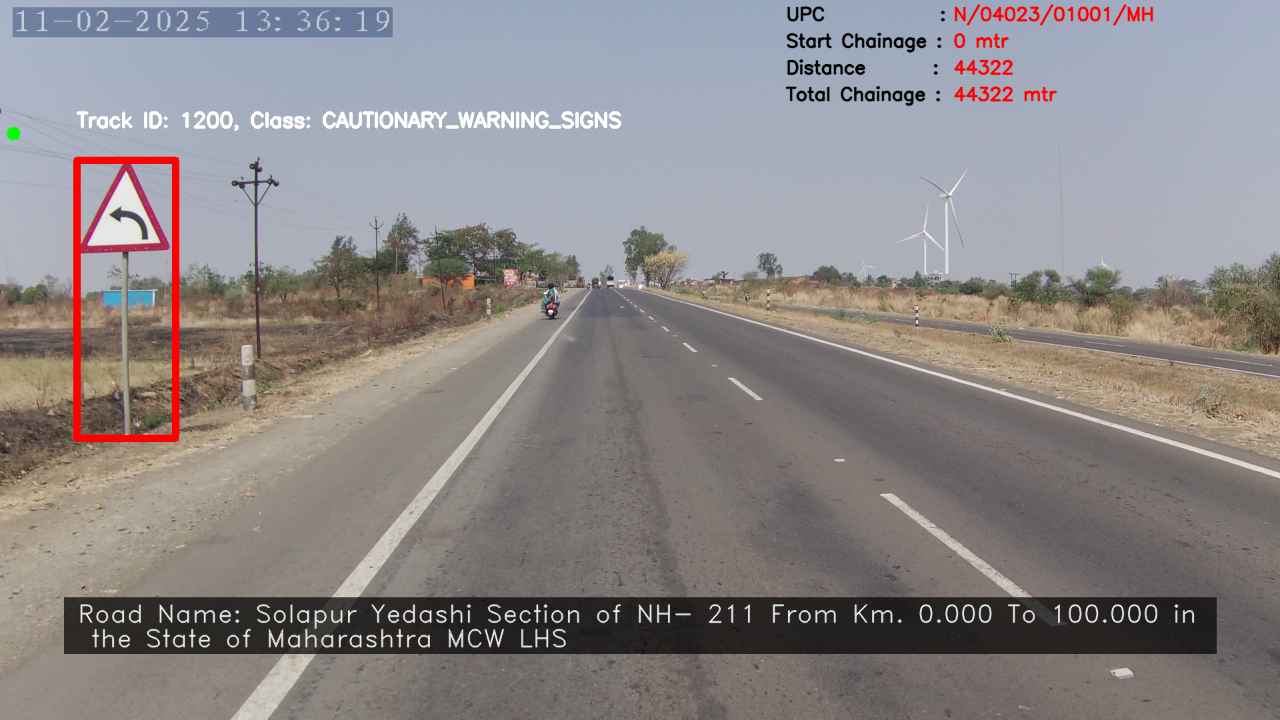 11-02-2025 13:36:19
UPC : N/04023/01001/MH
Start Chainage : 0 mtr
Distance : 44322
Total Chainage : 44322 mtr
Track ID: 1200, Class: CAUTIONARY_WARNING_SIGNS
Road Name: Solapur Yedashi Section of NH- 211 From Km. 0.000 To 100.000 in
the State of Maharashtra MCW LHS